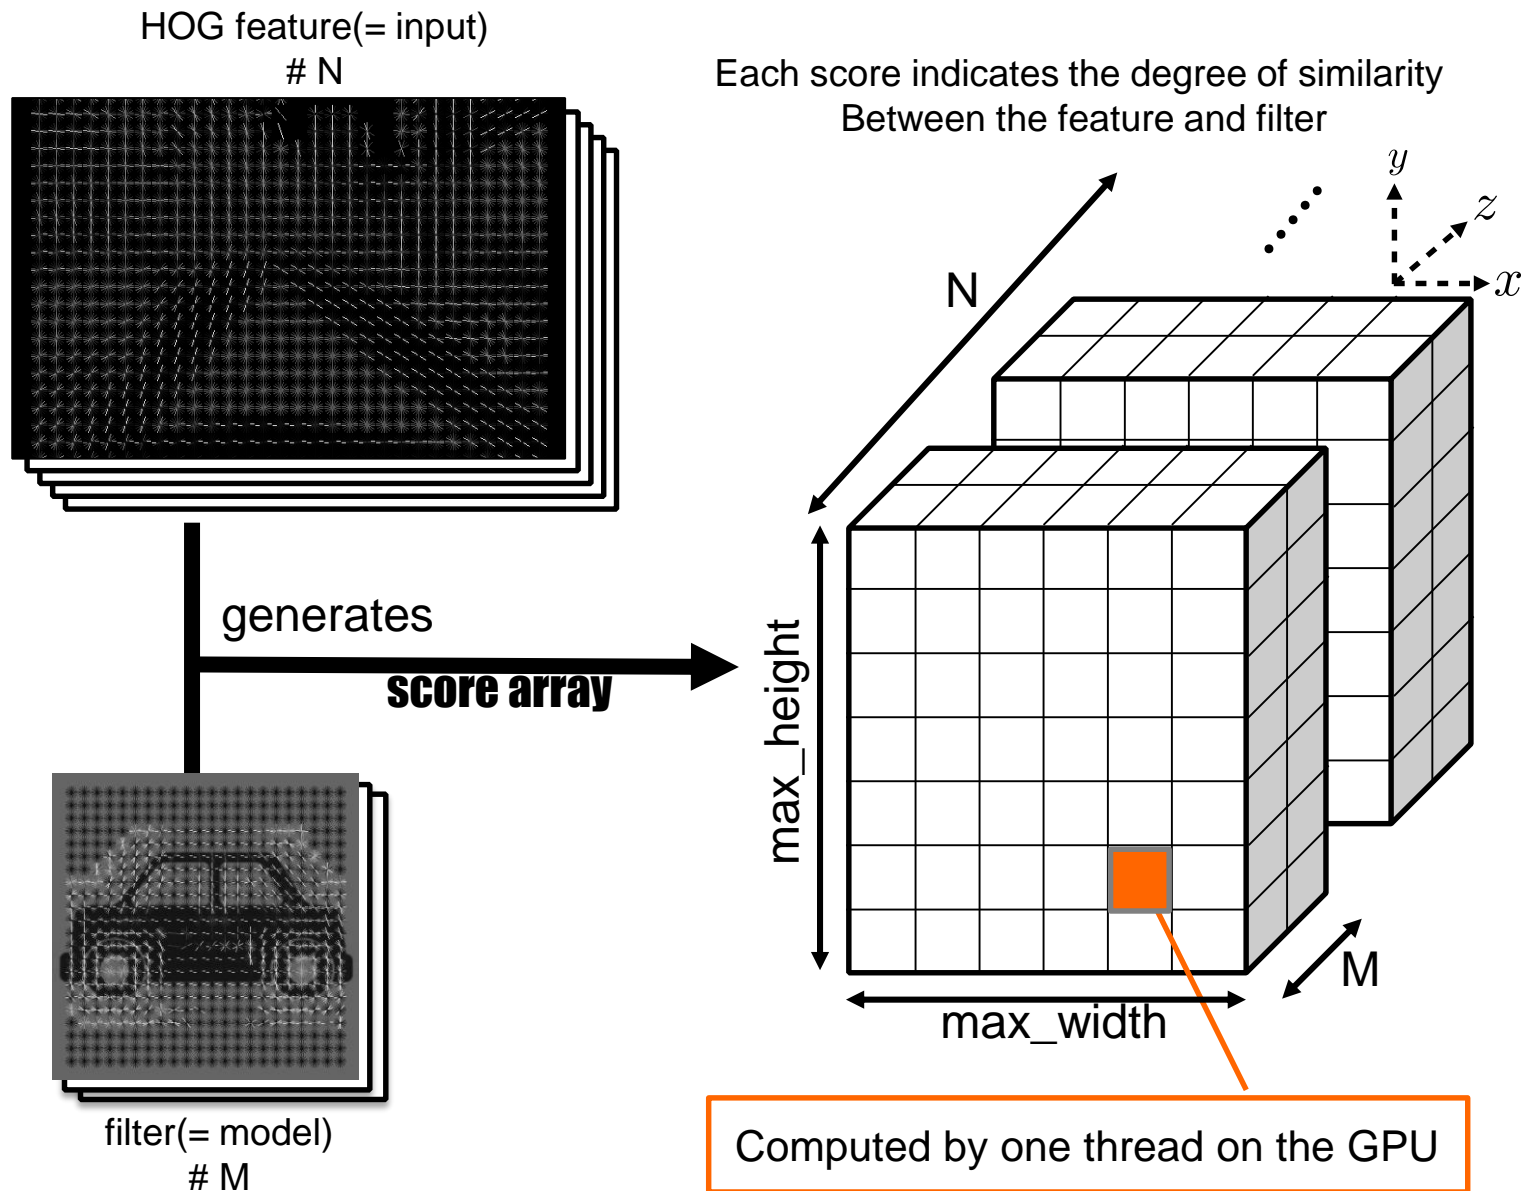 HOG feature(= input)
# N
Each score indicates the degree of similarity
Between the feature and filter
y
z
x
N
generates
score array
max_height
M
max_width
filter(= model)
# M
Computed by one thread on the GPU